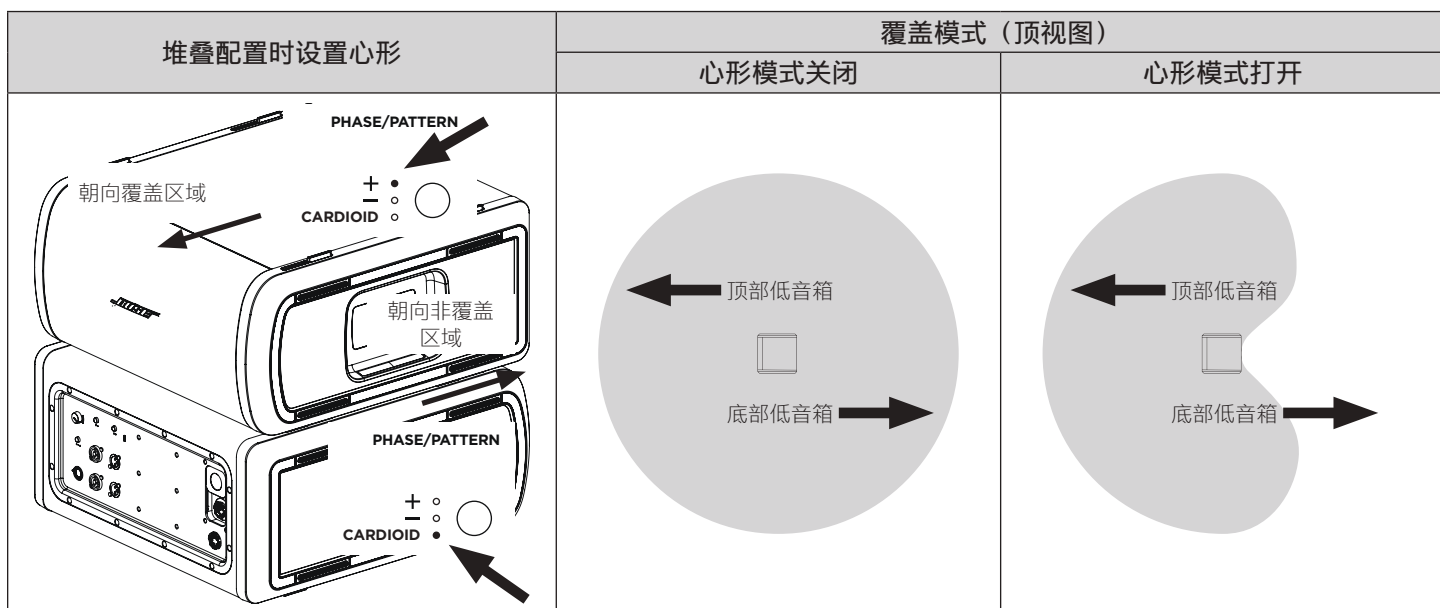 堆叠配置时设置心形
覆盖模式（顶视图）
心形模式关闭
心形模式打开
PHASE/PATTERN
朝向覆盖区域
+
−
CARDIOID
BOSE
朝向非覆盖
区域
PHASE/PATTERN
+
−
CARDIOID
顶部低音箱
底部低音箱
顶部低音箱
底部低音箱